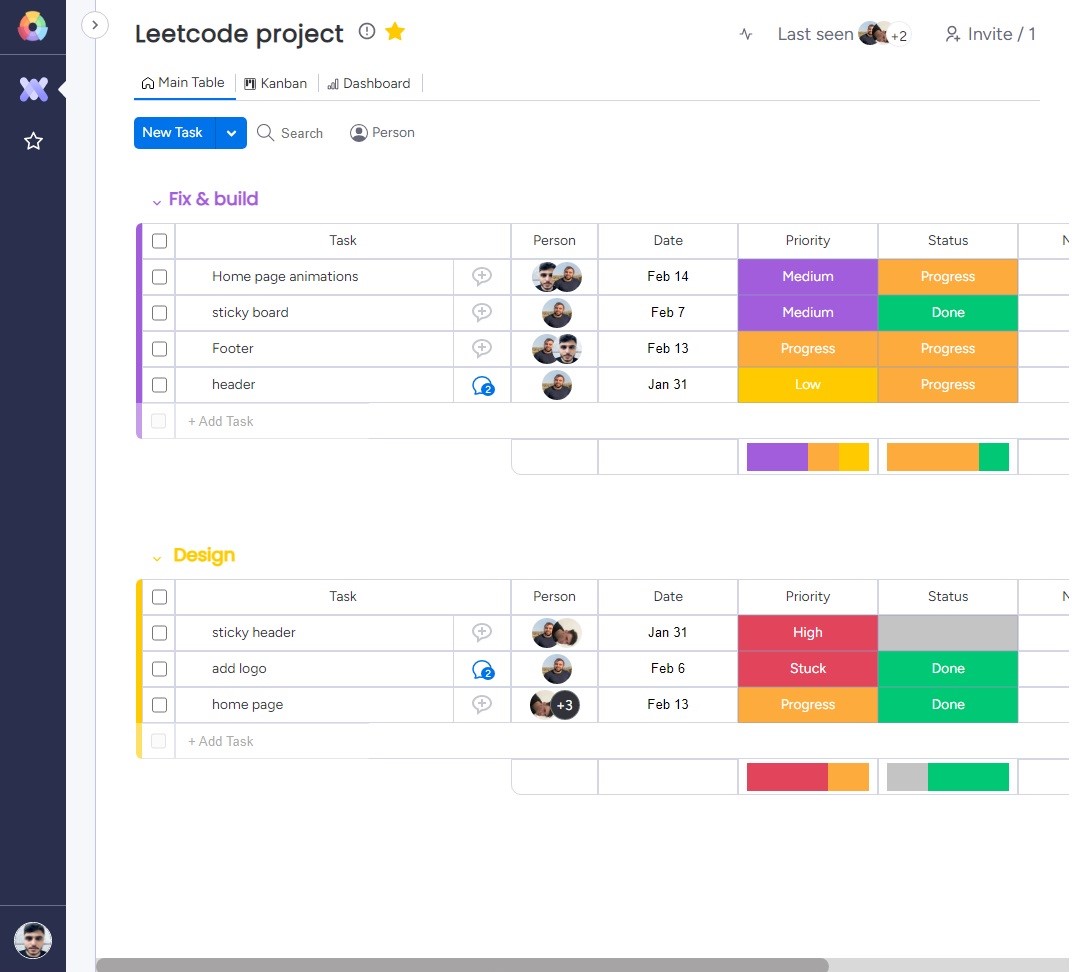 Leetcode project
Last seen +2 Invite / 1
Main Table Kanban Dashboard
New Task Search Person
Fix & build
Task Person Date Priority Status N
Home page animations Feb 14 Medium Progress
sticky board Feb 7 Medium Done
Footer Feb 13 Progress Progress
header 2 Jan 31 Low Progress
+ Add Task
Design
Task Person Date Priority Status N
sticky header Jan 31 High
add logo 2 Feb 6 Stuck Done
home page +3 Feb 13 Progress Done
+ Add Task